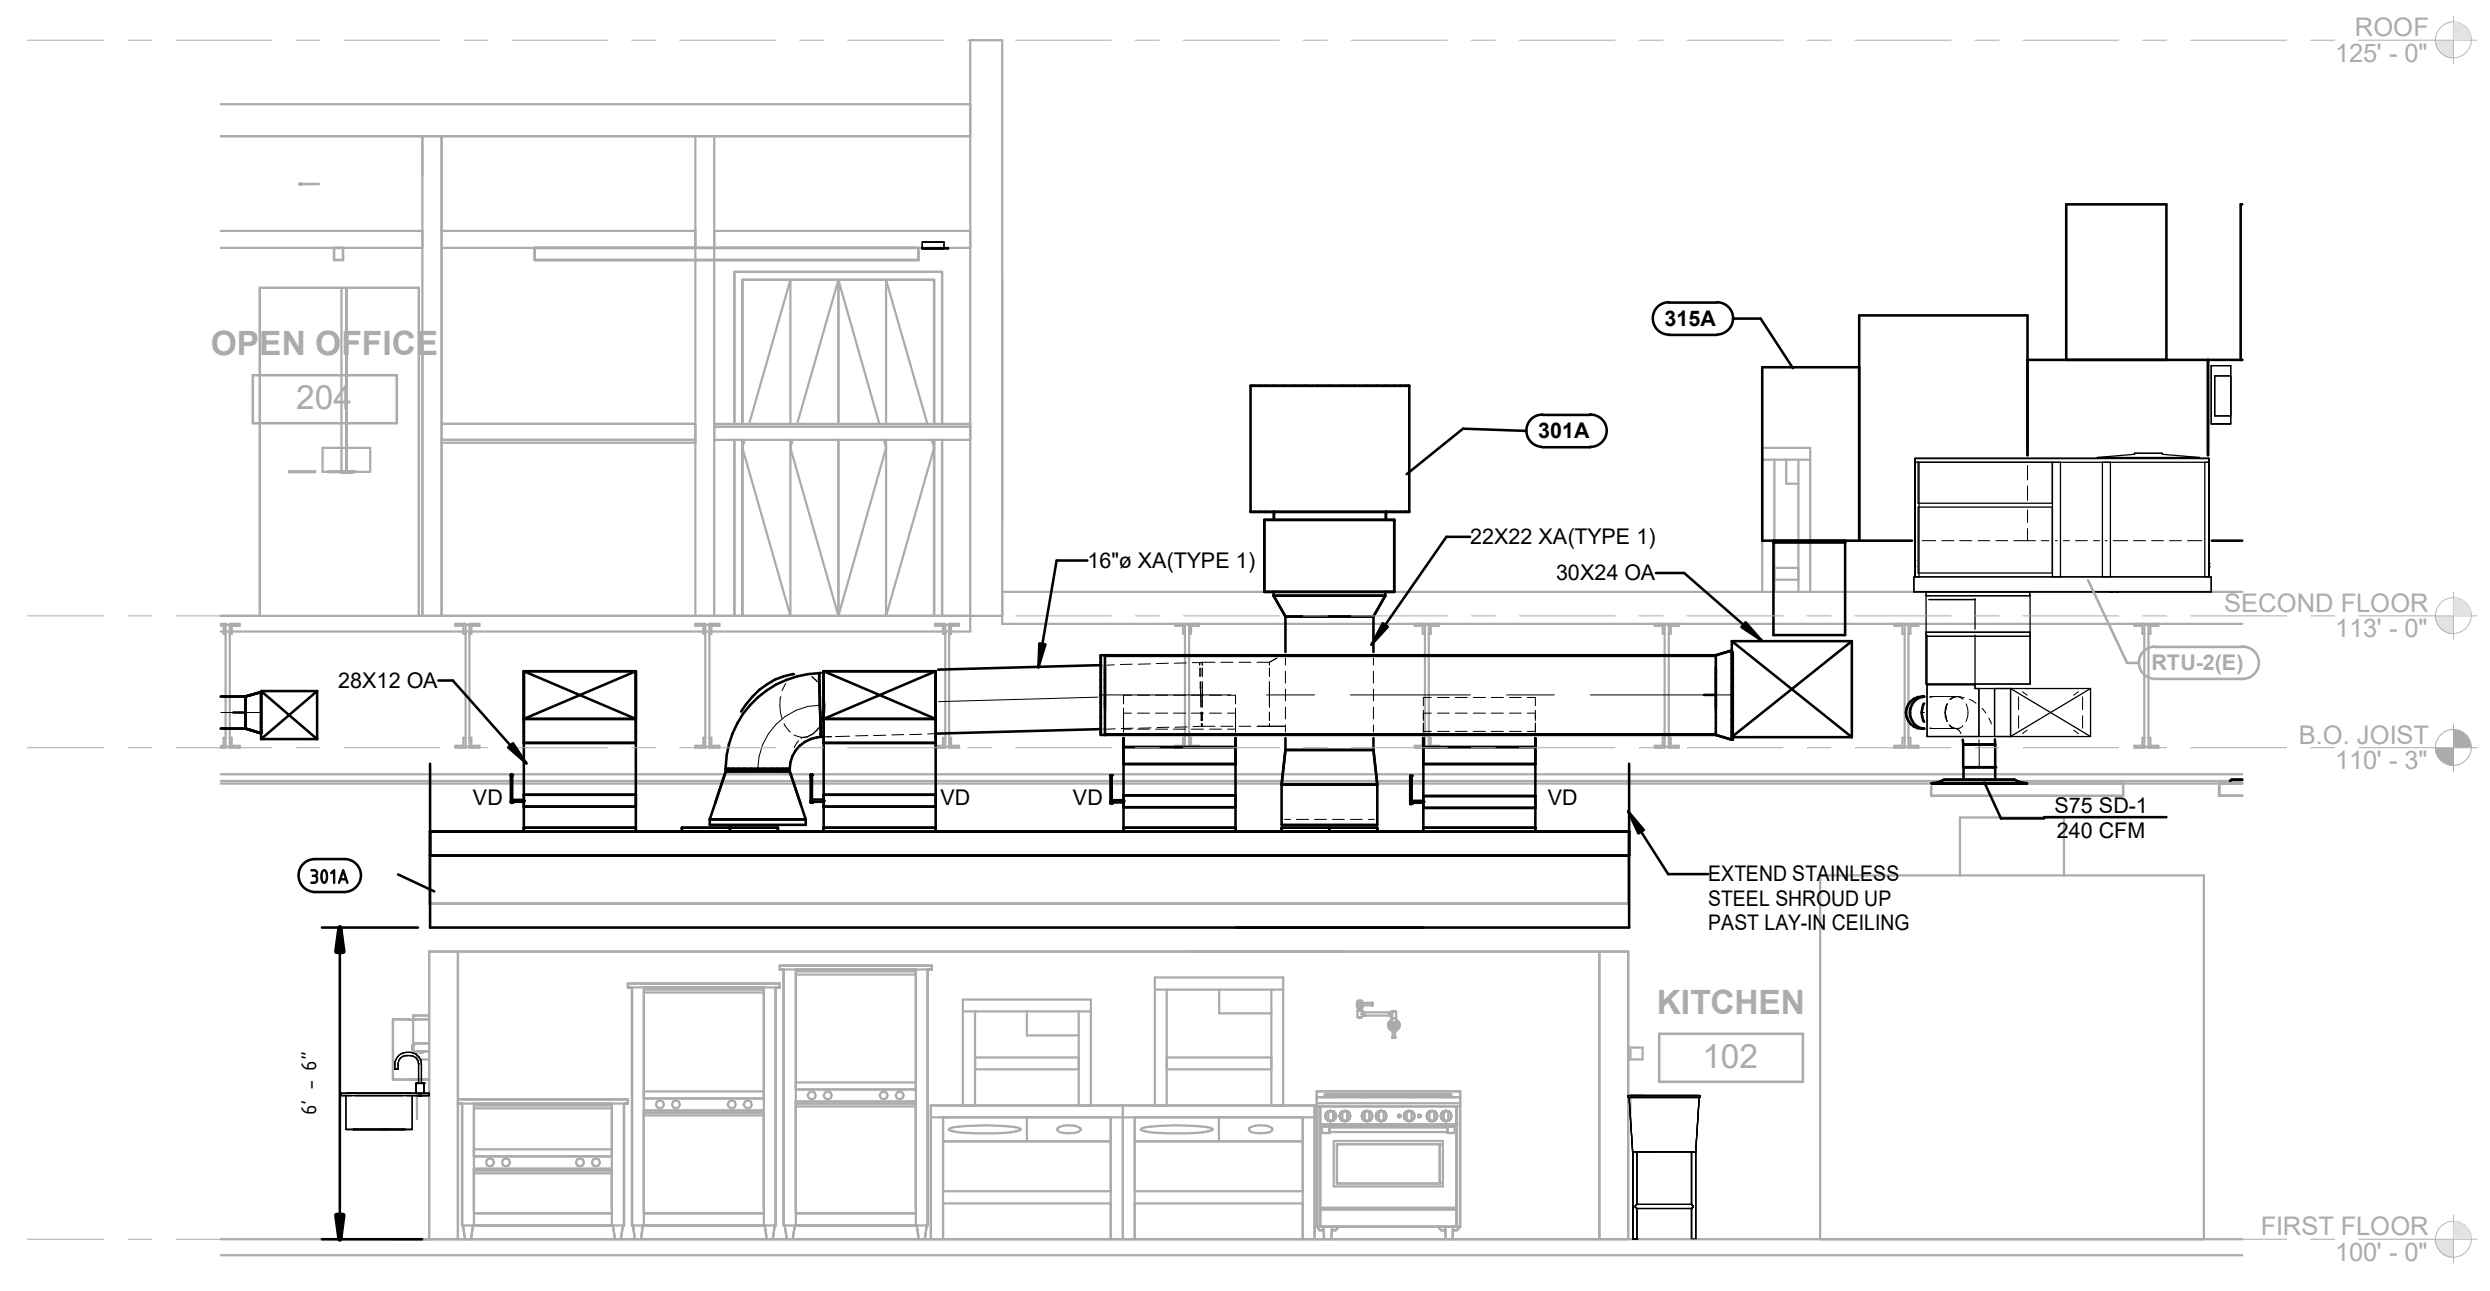 ROOF
125' - 0"
OPEN OFFICE
204
315A
301A
22X22 XA(TYPE 1)
16"ø XA(TYPE 1)
30X24 OA
SECOND FLOOR
113' - 0"
RTU-2(E)
28X12 OA
B.O. JOIST
110' - 3"
VD
VD
VD
VD
S75 SD-1
240 CFM
301A
EXTEND STAINLESS
STEEL SHROUD UP
PAST LAY-IN CEILING
KITCHEN
102
6' - 6"
FIRST FLOOR
100' - 0"